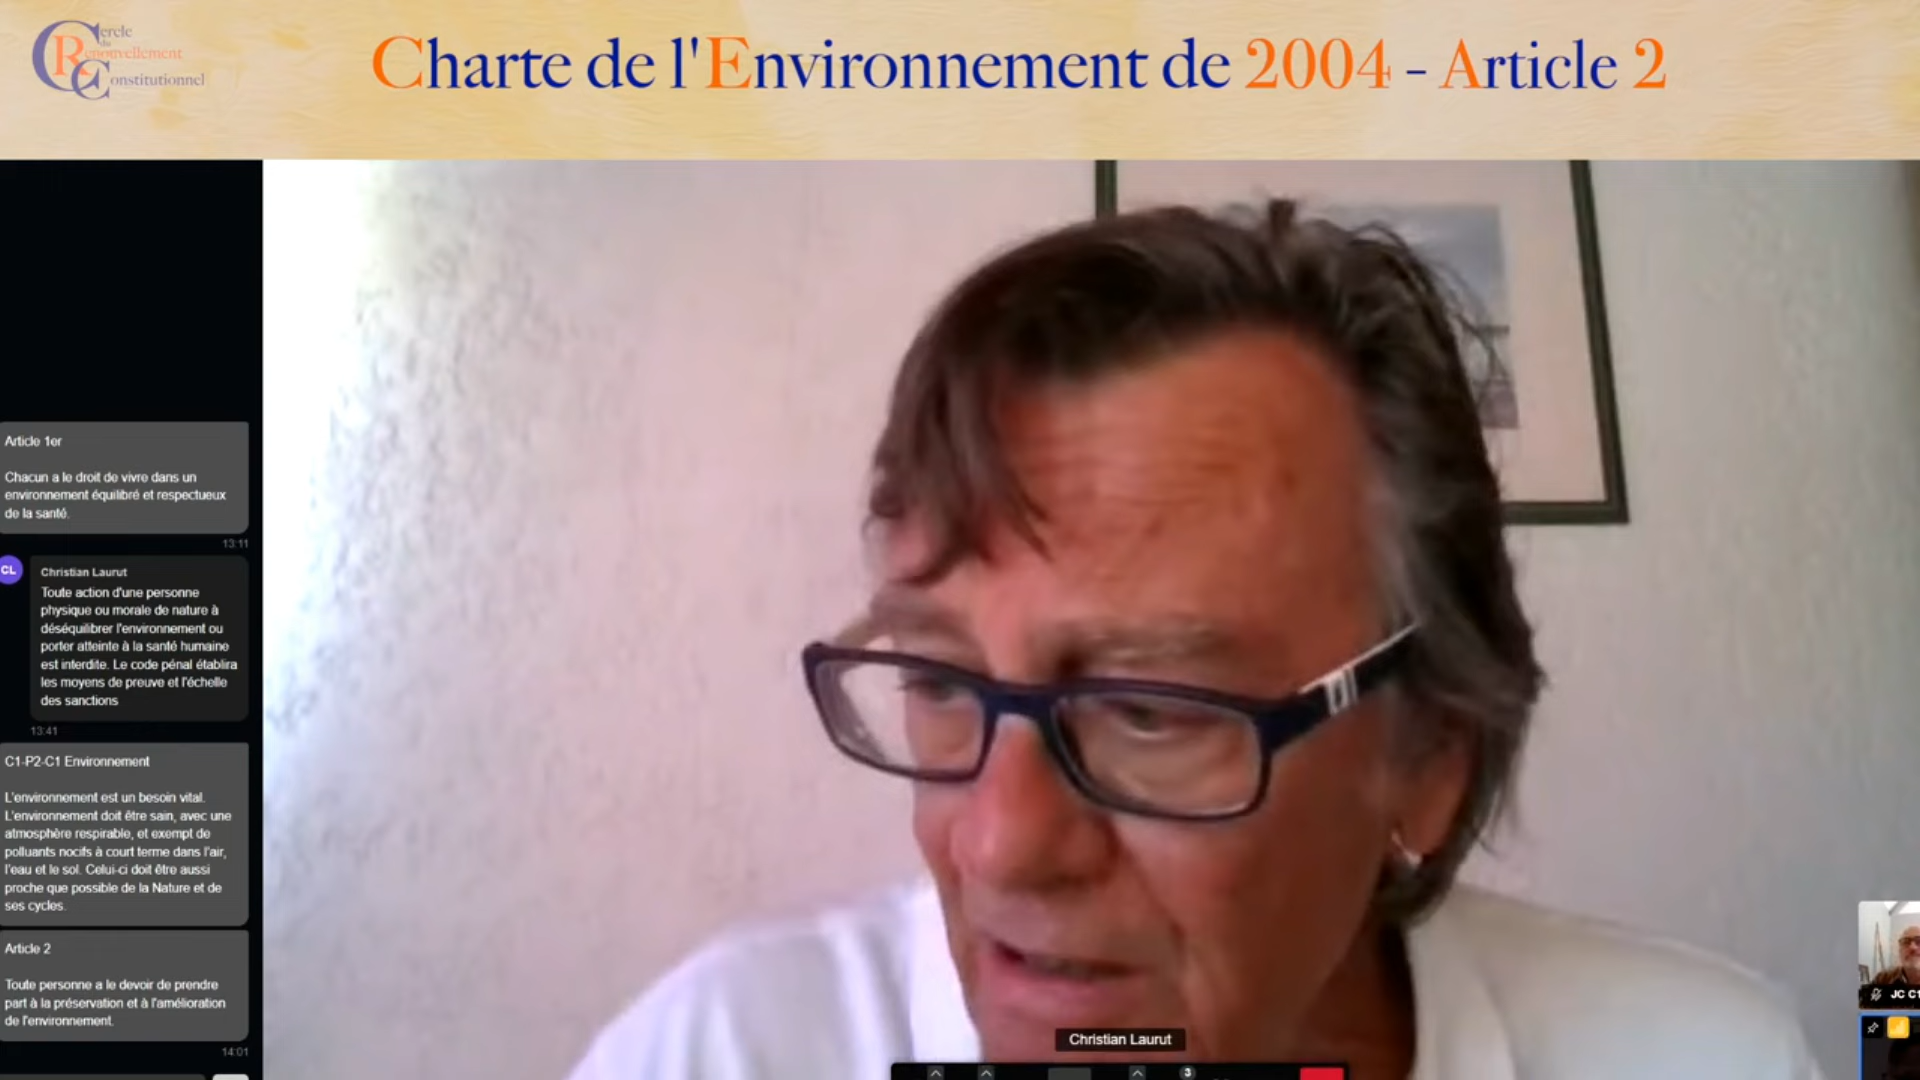 Cercle
du
Renouvellement
Constitutionnel
Charte de l'Environnement de 2004 - Article 2
Article 1er
Chacun a le droit de vivre dans un
environnement équilibré et respectueux
de la santé.
13:11
CL
Christian Laurut
Toute action d'une personne
physique ou morale de nature à
déséquilibrer l'environnement ou
porter atteinte à la santé humaine
est interdite. Le code pénal établira
les moyens de preuve et l'échelle
des sanctions
13:41
C1-P2-C1 Environnement
L'environnement est un besoin vital.
L'environnement doit être sain, avec une
atmosphère respirable, et exempt de
polluants nocifs à court terme dans l'air,
l'eau et le sol. Celui-ci doit être aussi
proche que possible de la Nature et de
ses cycles.
Article 2
Toute personne a le devoir de prendre
part à la préservation et à l'amélioration
de l'environnement.
14:01
Christian Laurut
3
JC C1